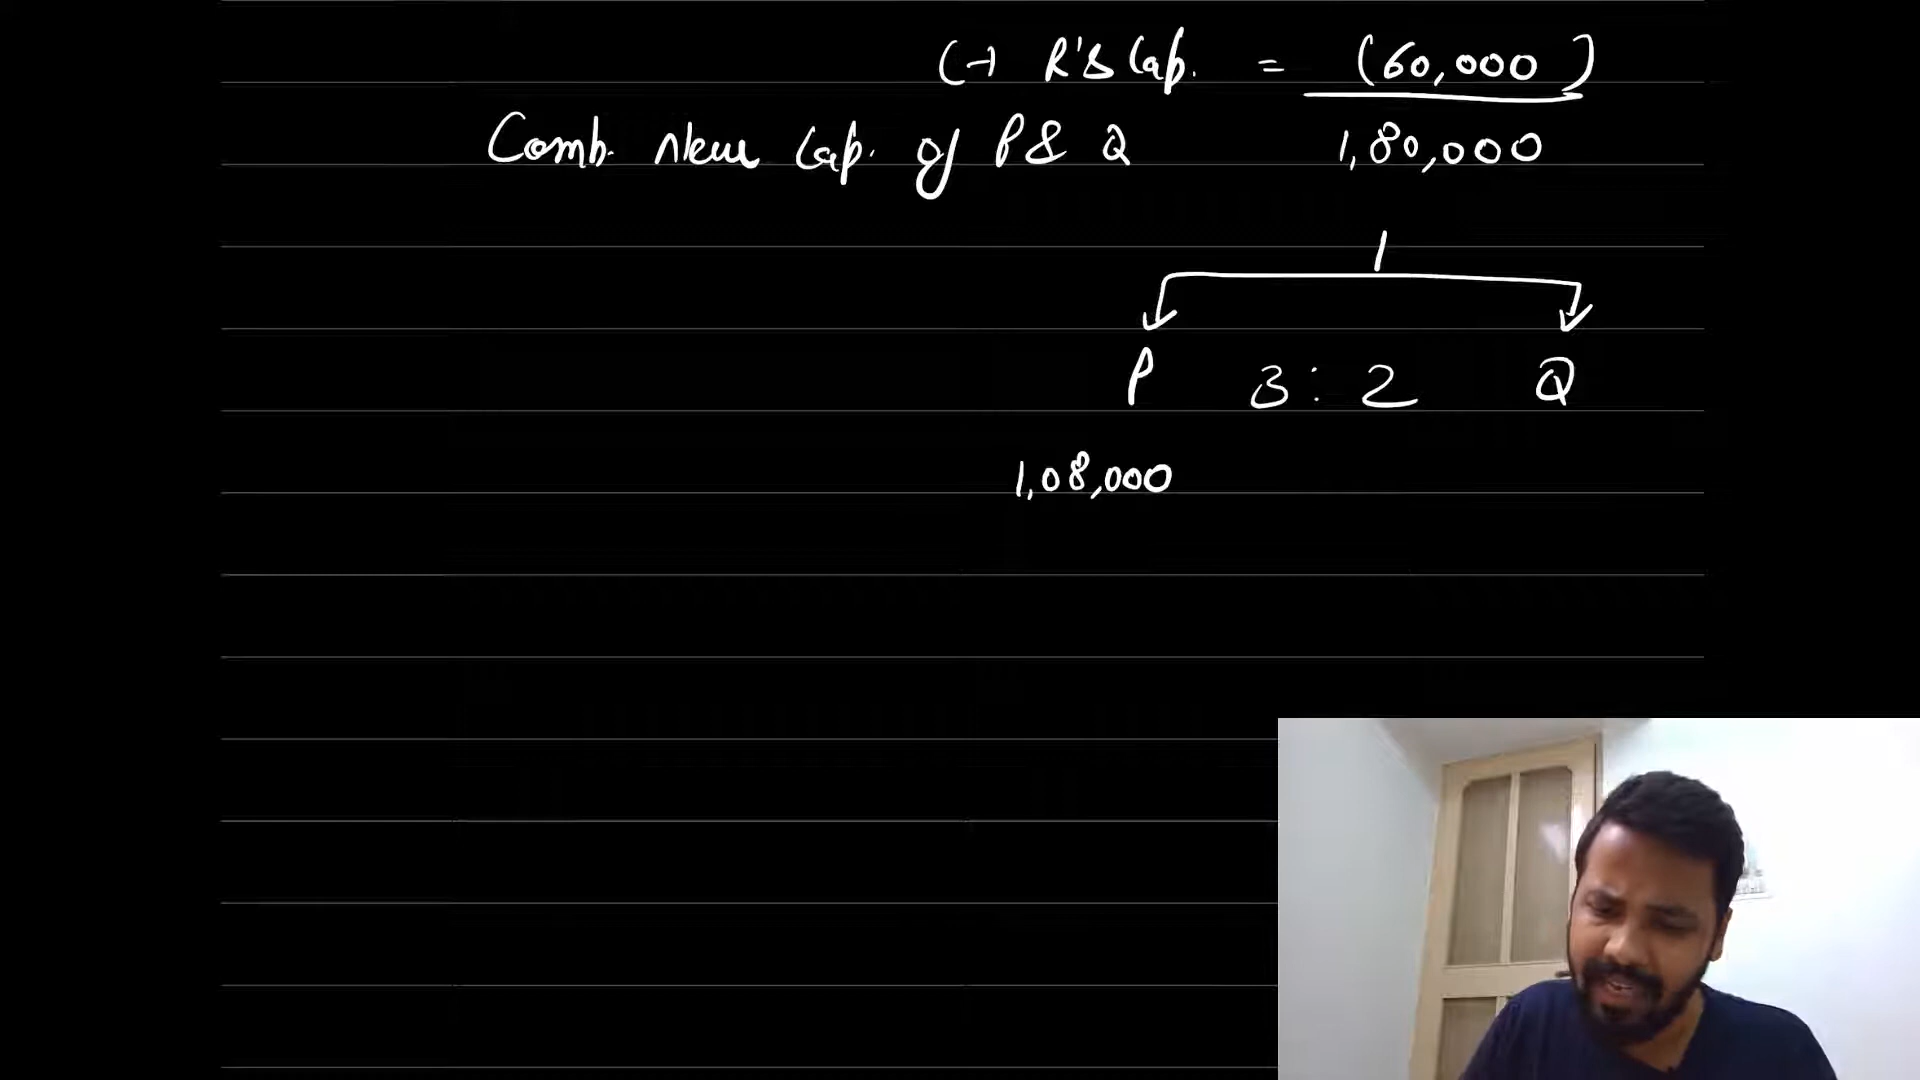 (-) R's Cap. = (60,000)
Comb. New Cap. of P & Q 1,80,000
P 3 : 2 Q
1,08,000